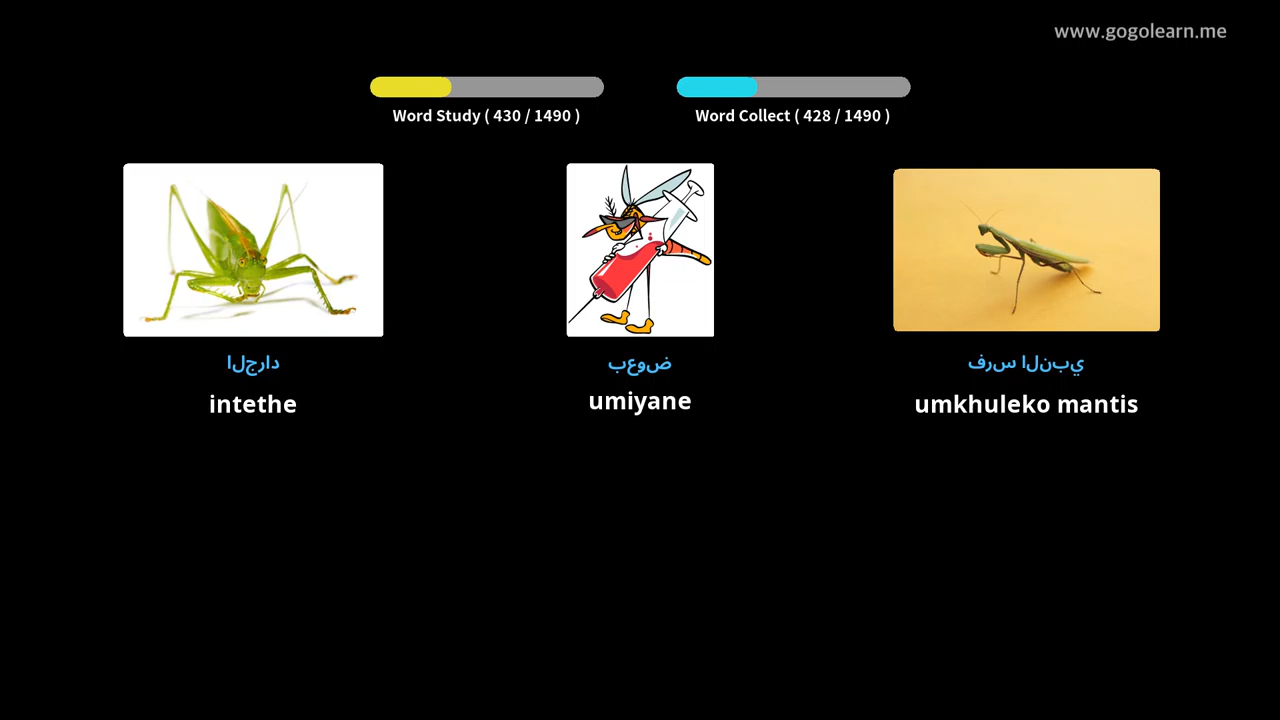 www.gogolearn.me
Word Study ( 430 / 1490 )
Word Collect ( 428 / 1490 )
الجراد
بعوض
فرس النبي
intethe
umiyane
umkhuleko mantis